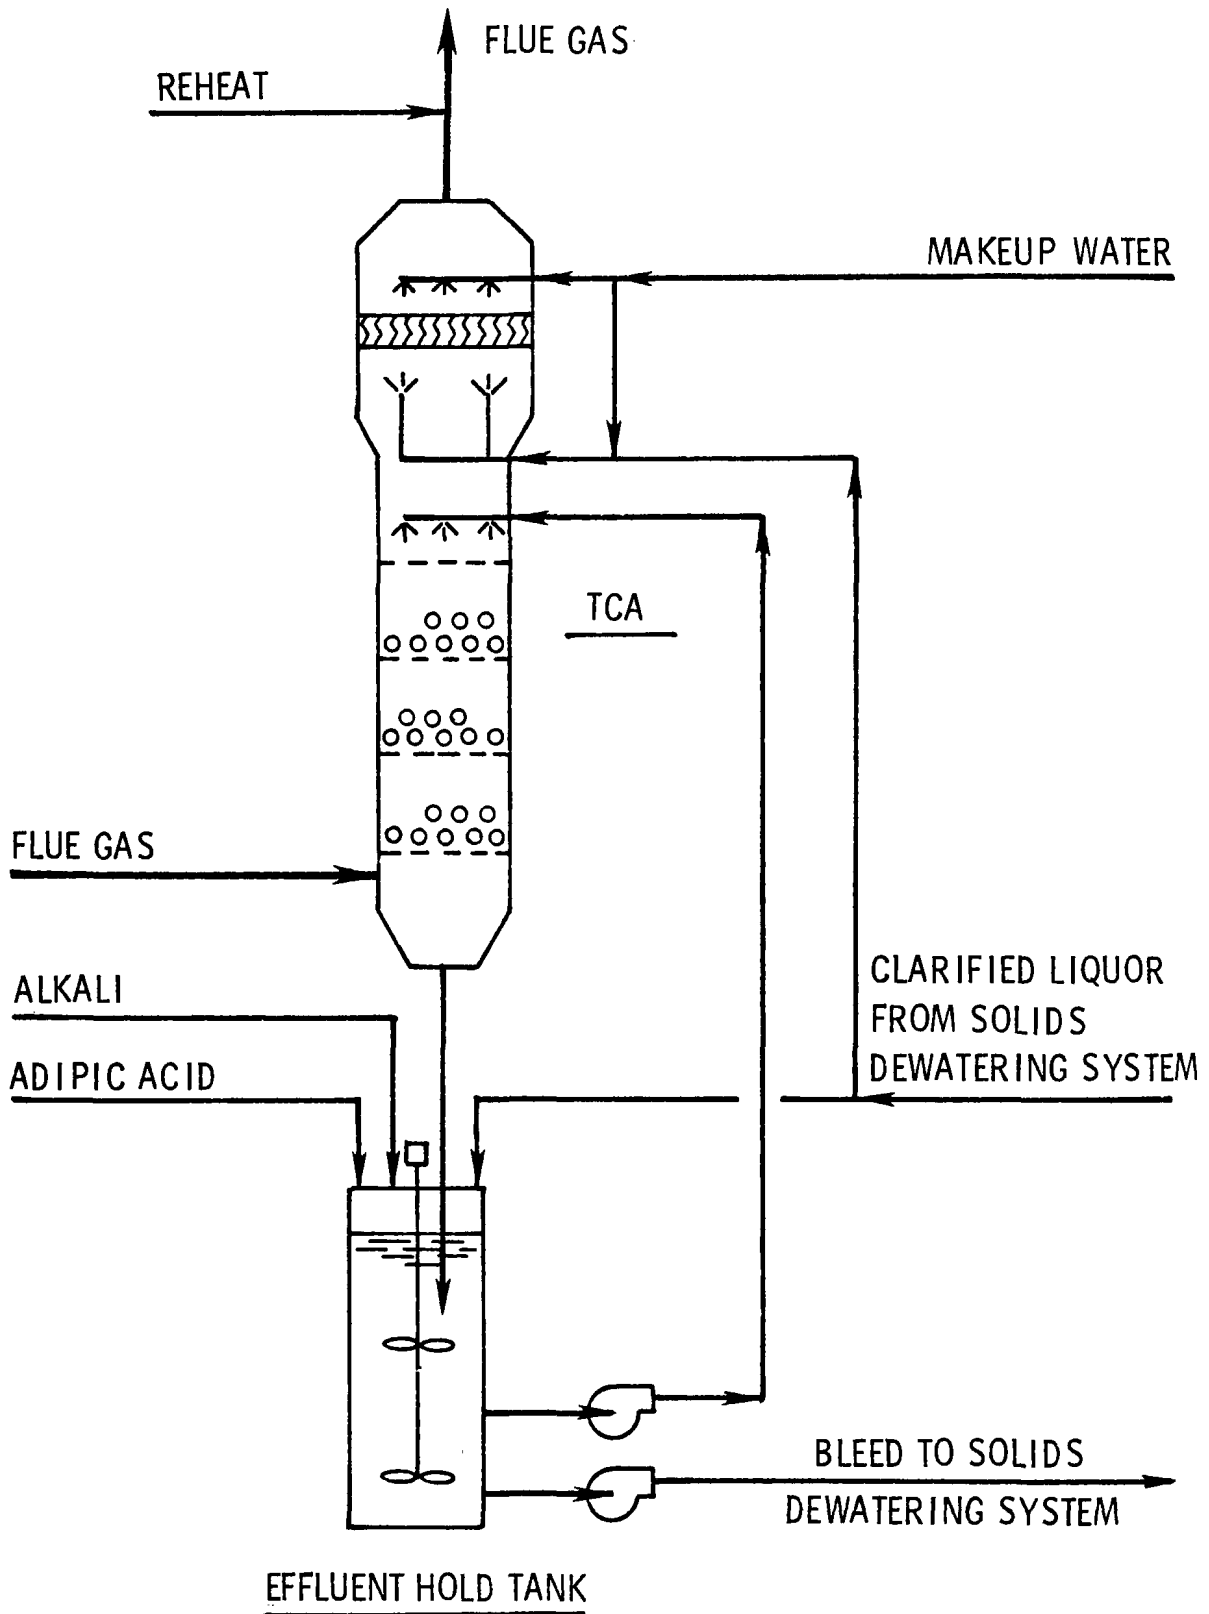 FLUE GAS
REHEAT
MAKEUP WATER
TCA
FLUE GAS
CLARIFIED LIQUOR
FROM SOLIDS
DEWATERING SYSTEM
ALKALI
ADIPIC ACID
BLEED TO SOLIDS
DEWATERING SYSTEM
EFFLUENT HOLD TANK